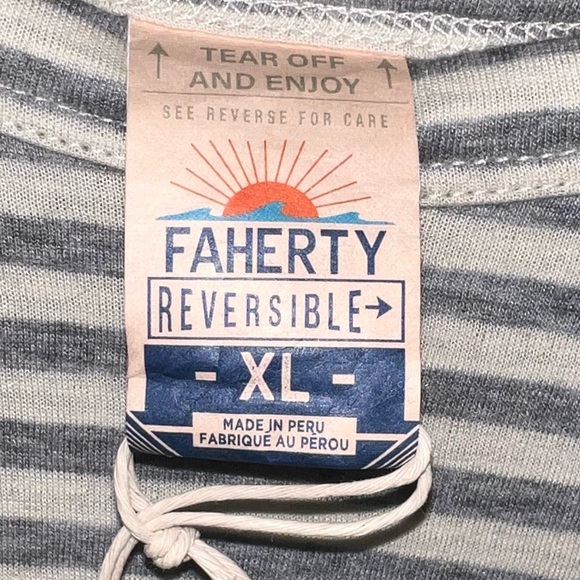 TEAR OFF
AND ENJOY
SEE REVERSE FOR CARE
FAHERTY
REVERSIBLE→
- XL -
MADE IN PERU
FABRIQUE AU PEROU